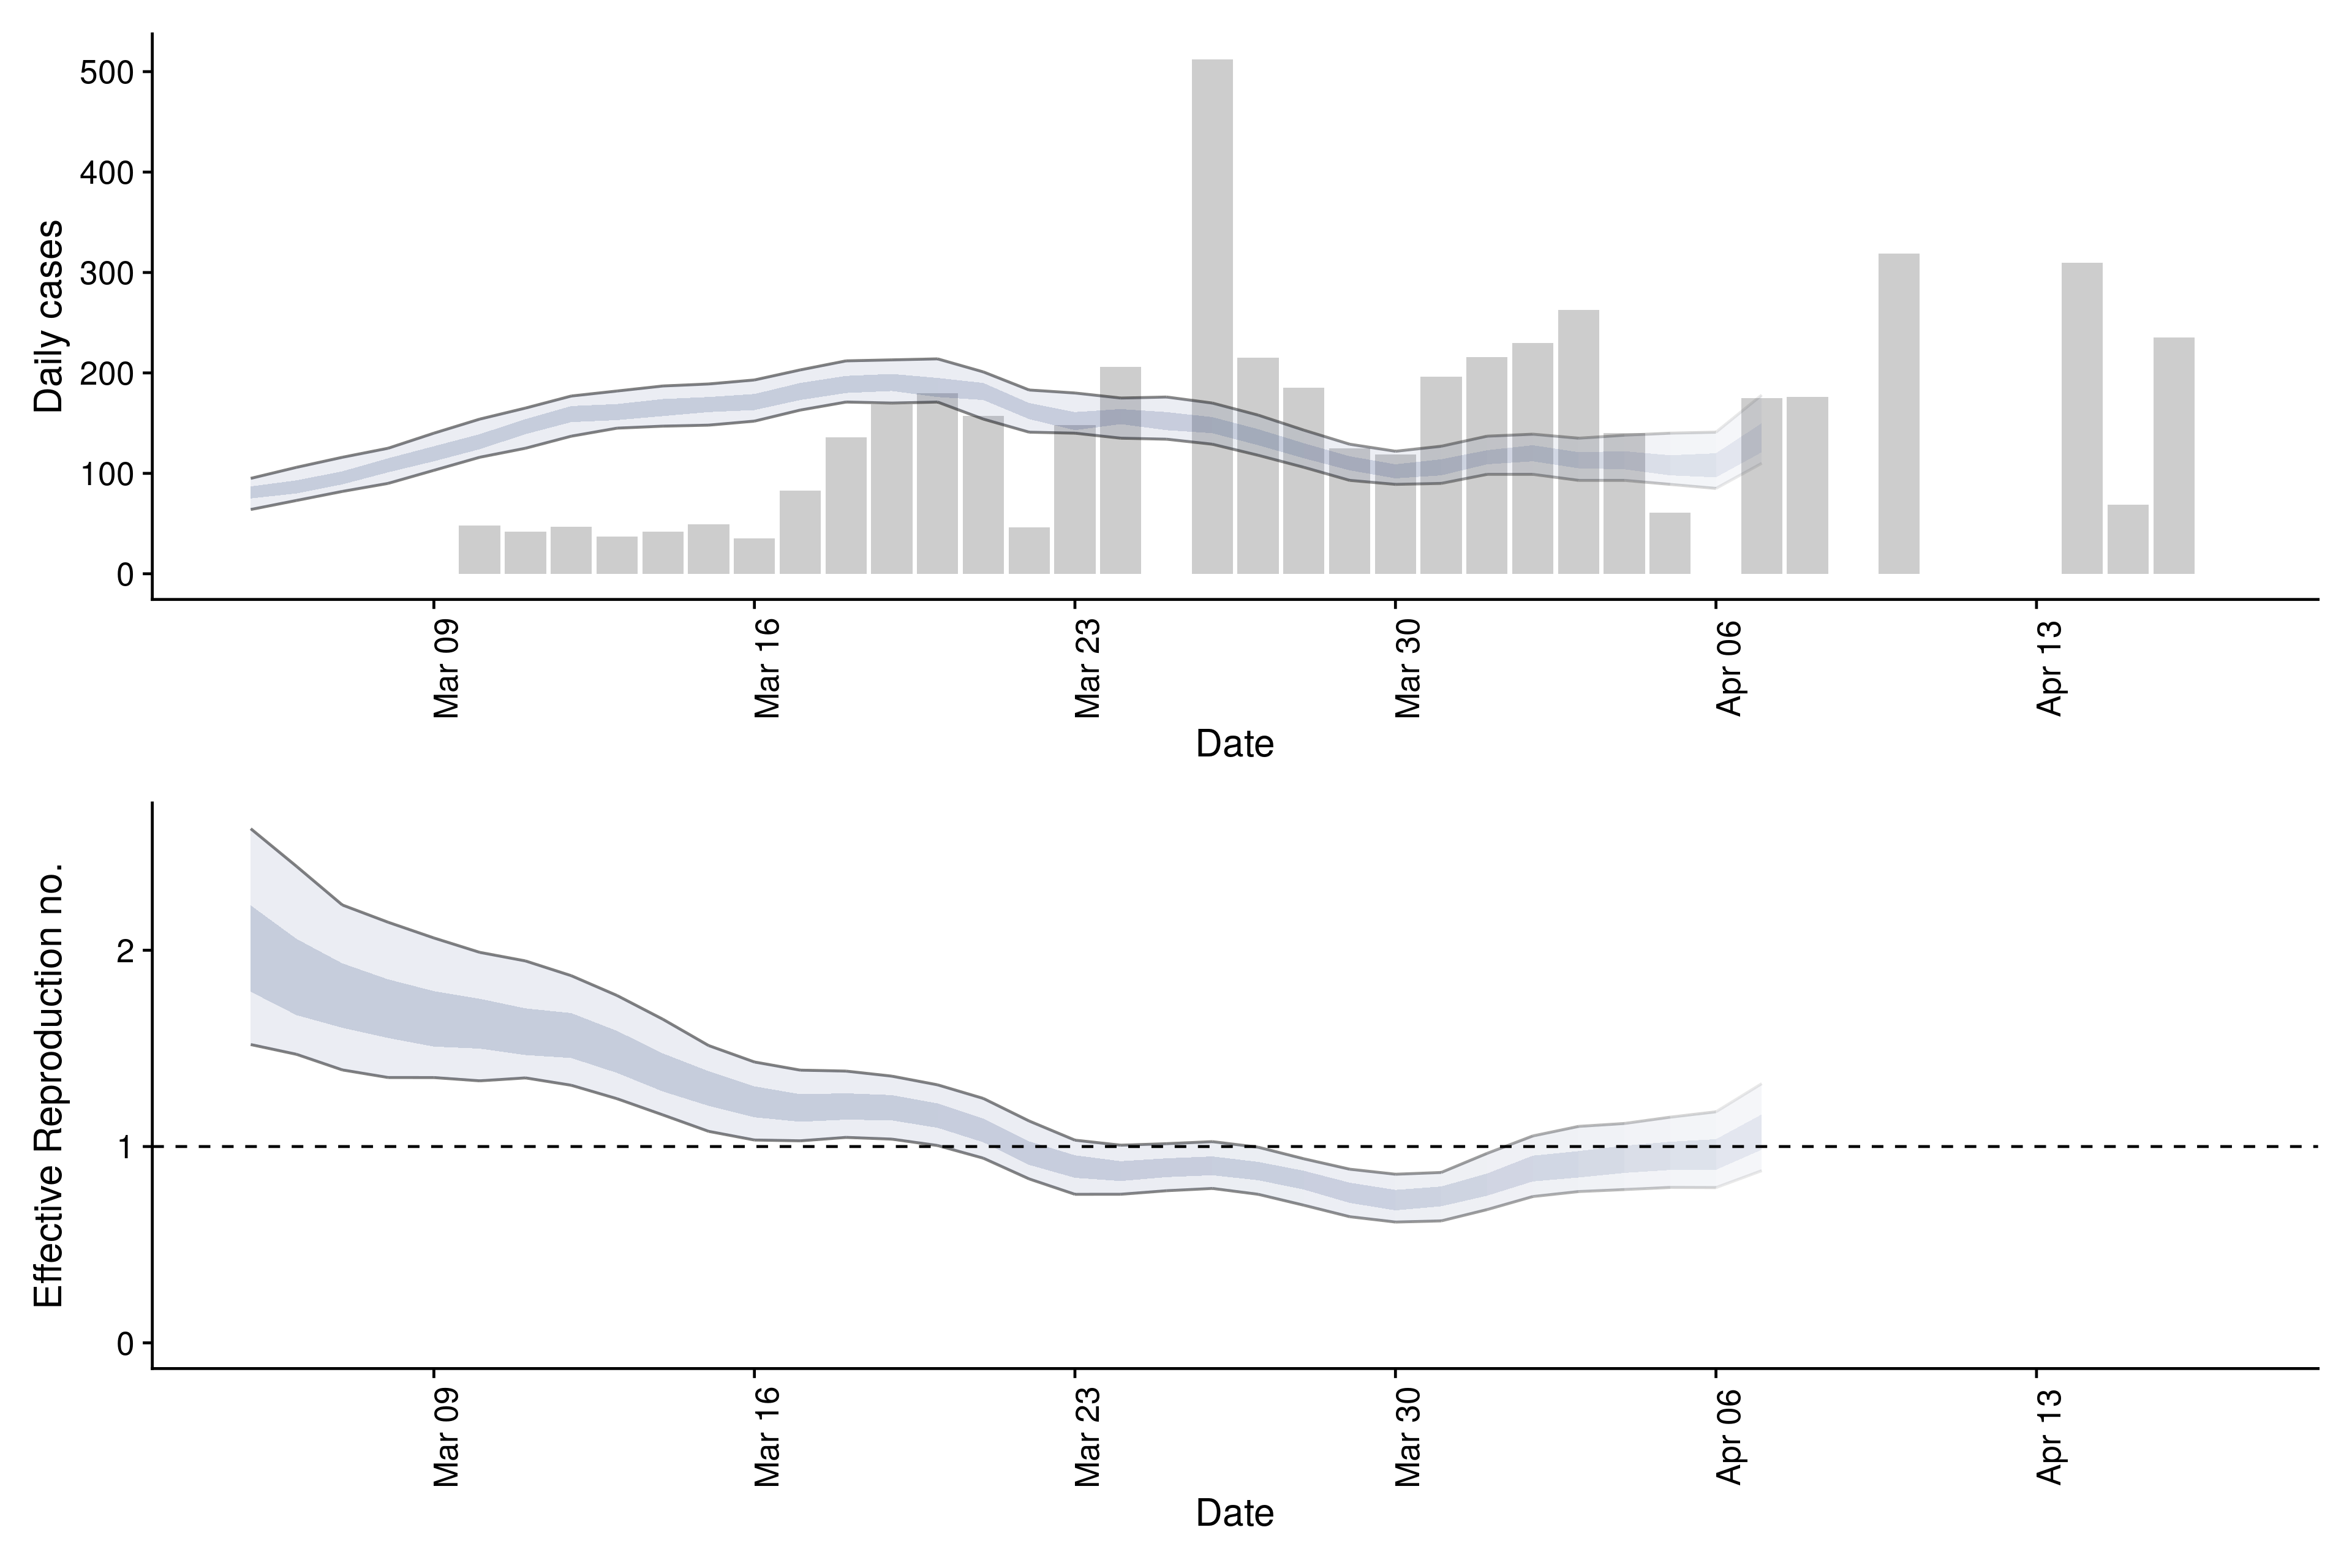 Daily cases
500
400
300
200
100
0
Mar 09
Mar 16
Mar 23
Mar 30
Apr 06
Apr 13
Date
Effective Reproduction no.
2
1
0
Mar 09
Mar 16
Mar 23
Mar 30
Apr 06
Apr 13
Date